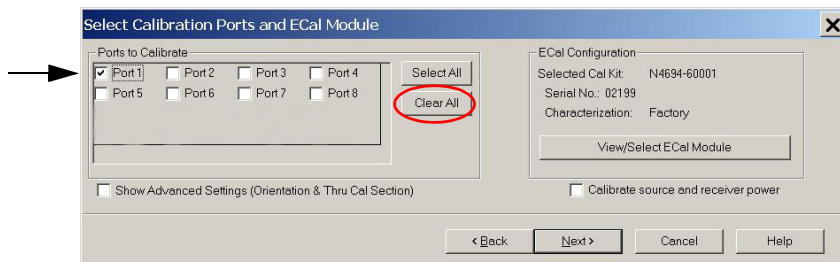 Select Calibration Ports and ECal Module
Ports to Calibrate
Port 1 Port 2 Port 3 Port 4
Port 5 Port 6 Port 7 Port 8
Select All
Clear All
Show Advanced Settings (Orientation & Thru Cal Section)
ECal Configuration
Selected Cal Kit: N4694-60001
Serial No.: 02199
Characterization: Factory
View/Select ECal Module
Calibrate source and receiver power
< Back Next > Cancel Help